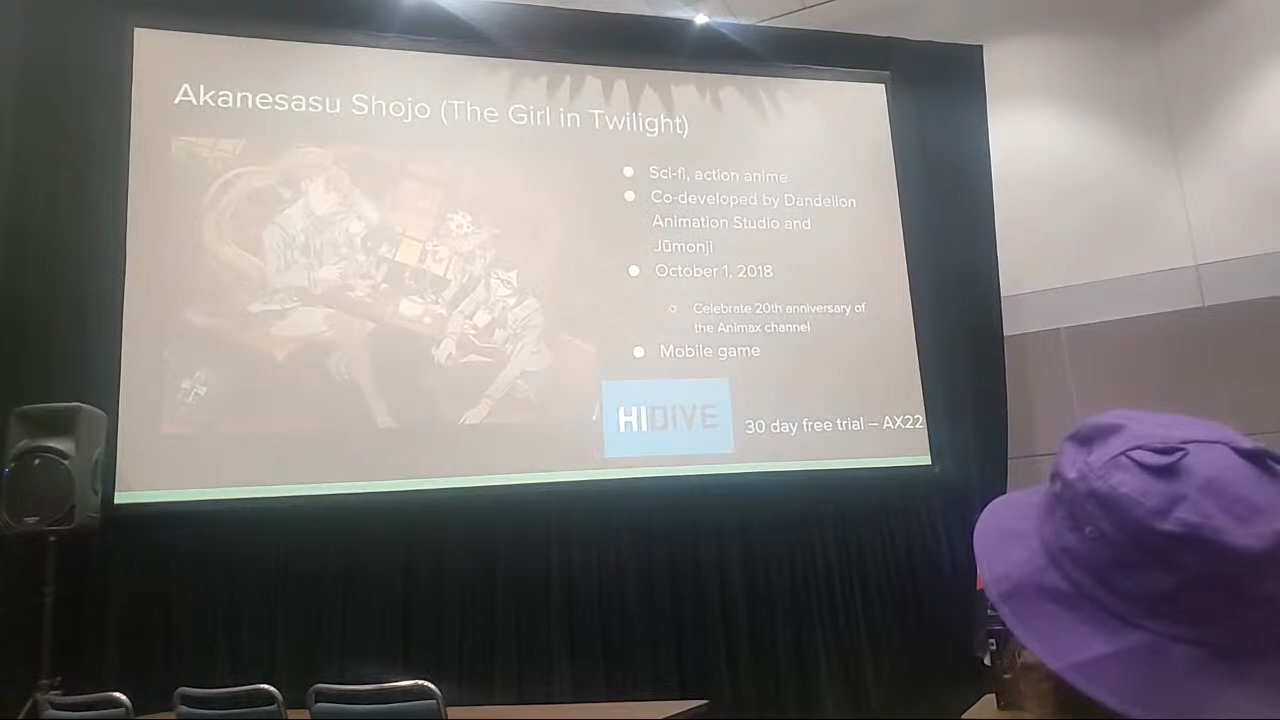 Akanesasu Shojo (The Girl in Twilight)
Sci-fi, action anime
Co-developed by Dandelion
Animation Studio and
Jūmonji
October 1, 2018
Celebrate 20th anniversary of
the Animax channel
Mobile game
HIDIVE
30 day free trial – AX22